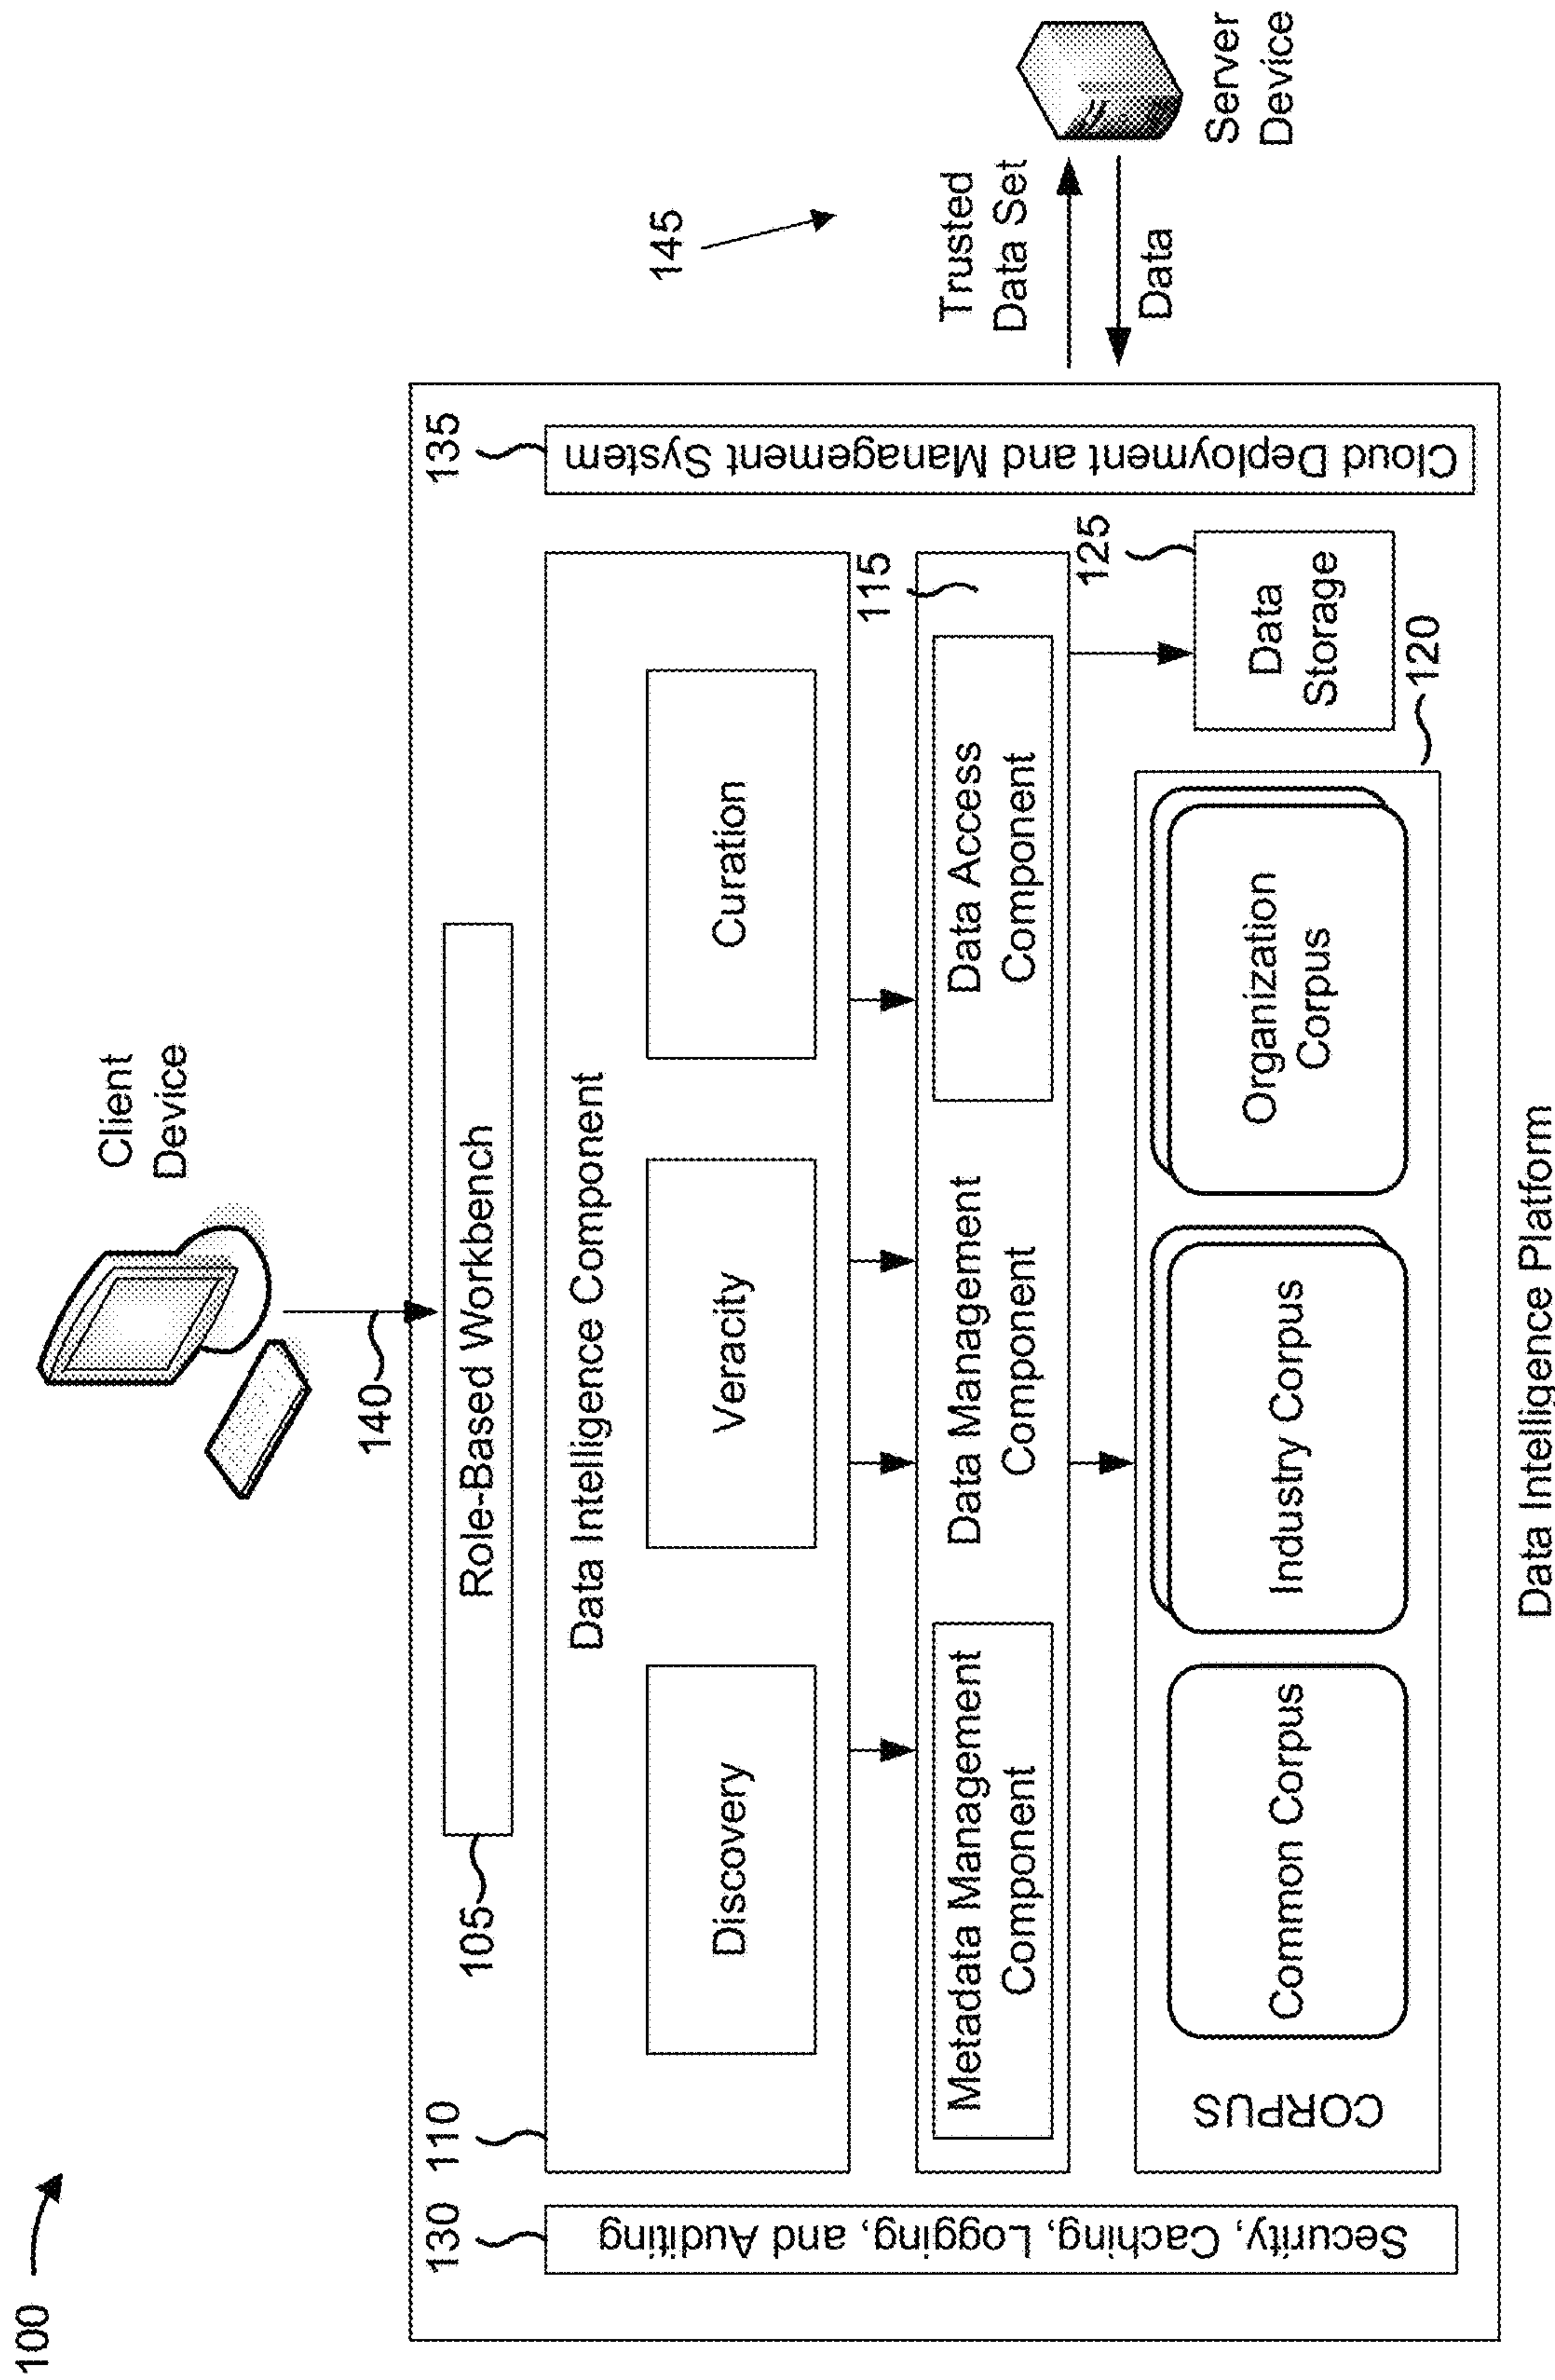 100
Client
Device
140
105
Role-Based Workbench
130
110
135
Security, Caching, Logging, and Auditing
Data Intelligence Component
Discovery
Veracity
Curation
115
Metadata Management
Component
Data Management
Component
Data Access
Component
125
CORPUS
Common Corpus
Industry Corpus
Organization
Corpus
Data
Storage
120
Cloud Deployment and Management System
145
Trusted
Data Set
Data
Server
Device
Data Intelligence Platform